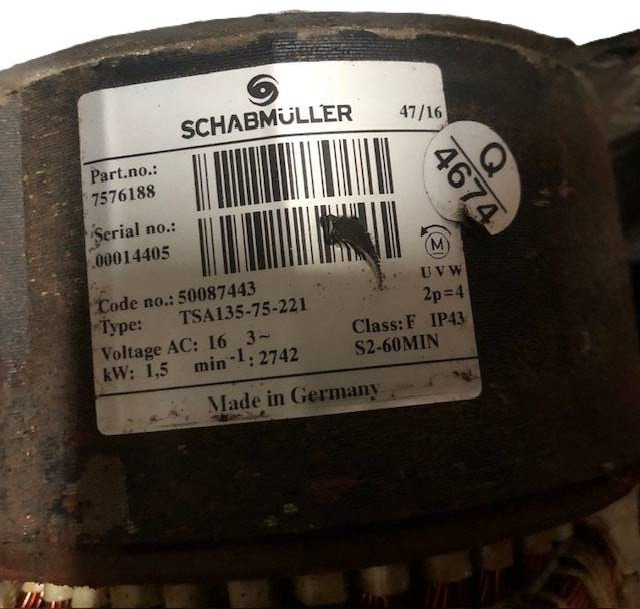 SCHABMÜLLER
47/16
Part.no.:
7576188
Serial no.:
00014405
Q
4674
M
U V W
2p=4
Code no.: 50087443
Type: TSA135-75-221
Class: F IP43
Voltage AC: 16 3~
S2-60MIN
kW: 1,5 min-1: 2742
Made in Germany